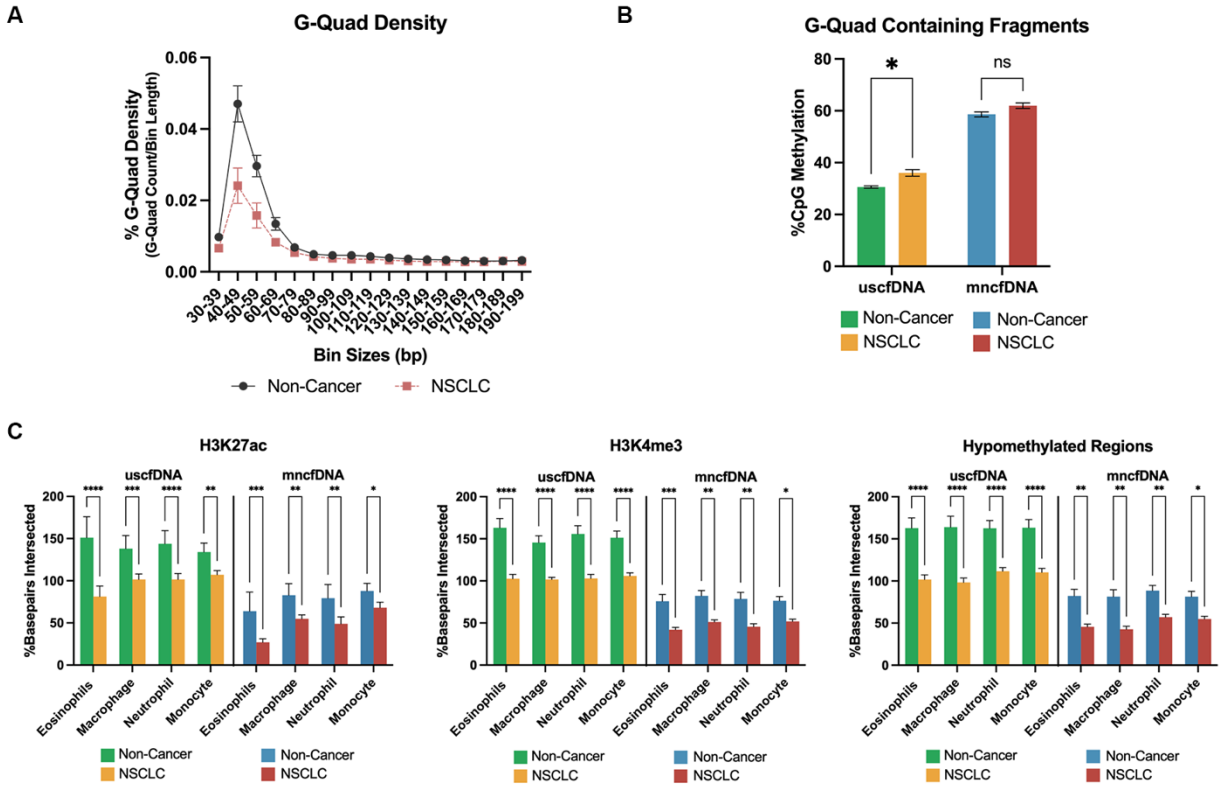 A
G-Quad Density
% G-Quad Density
(G-Quad Count/Bin Length)
0.06
0.04
0.02
0.00
30-39
40-49
50-59
60-69
70-79
80-89
90-99
100-109
110-119
120-129
130-139
140-149
150-159
160-169
170-179
180-189
190-199
Bin Sizes (bp)
Non-Cancer
NSCLC
B
G-Quad Containing Fragments
%CpG Methylation
80
60
40
20
0
*
ns
uscfDNA mncfDNA
Non-Cancer Non-Cancer
NSCLC NSCLC
C
H3K27ac
uscfDNA mncfDNA
**** *** **** ** *** ** ** *
%Basepairs Intersected
200
150
100
50
0
Eosinophils
Macrophage
Neutrophil
Monocyte
Eosinophils
Macrophage
Neutrophil
Monocyte
Non-Cancer Non-Cancer
NSCLC NSCLC
H3K4me3
uscfDNA mncfDNA
**** **** **** **** *** ** ** *
%Basepairs Intersected
200
150
100
50
0
Eosinophils
Macrophage
Neutrophil
Monocyte
Eosinophils
Macrophage
Neutrophil
Monocyte
Non-Cancer Non-Cancer
NSCLC NSCLC
Hypomethylated Regions
uscfDNA mncfDNA
**** **** **** **** ** ** ** *
%Basepairs Intersected
200
150
100
50
0
Eosinophils
Macrophage
Neutrophil
Monocyte
Eosinophils
Macrophage
Neutrophil
Monocyte
Non-Cancer Non-Cancer
NSCLC NSCLC